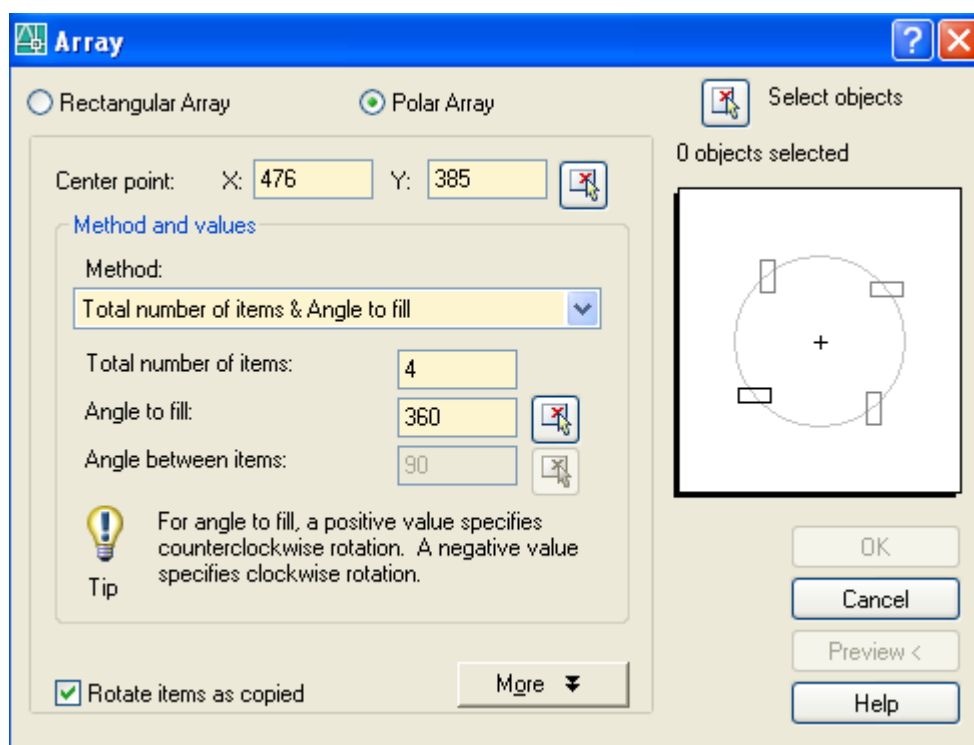 Array
Rectangular Array
Polar Array
Select objects
0 objects selected
Center point: X: 476 Y: 385
Method and values
Method:
Total number of items & Angle to fill
Total number of items: 4
Angle to fill: 360
Angle between items: 90
For angle to fill, a positive value specifies
counterclockwise rotation. A negative value
specifies clockwise rotation.
Tip
Rotate items as copied
More
OK
Cancel
Preview <
Help